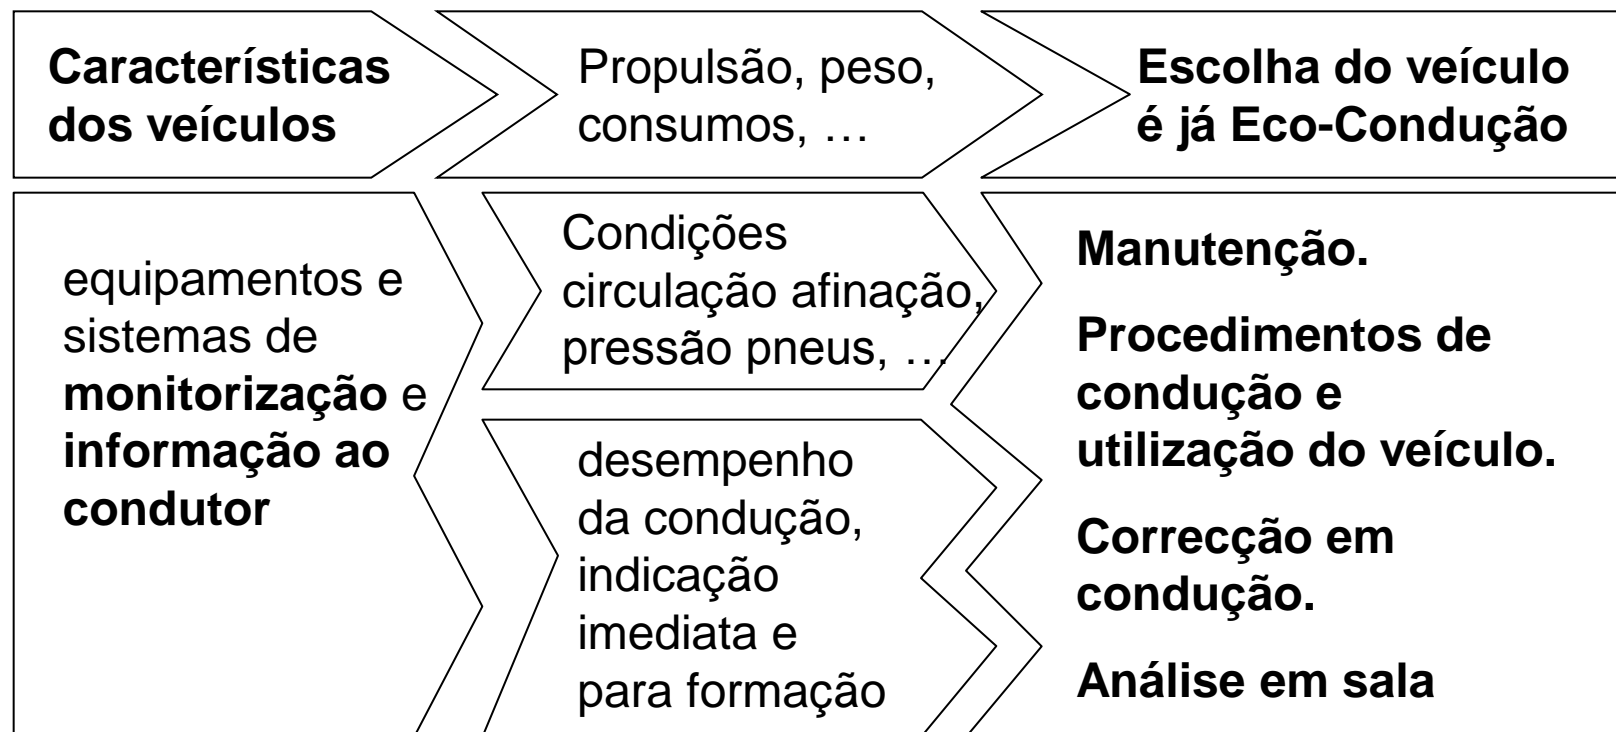 Características
dos veículos
Propulsão, peso,
consumos, …
Escolha do veículo
é já Eco-Condução
equipamentos e
sistemas de
monitorização e
informação ao
condutor
Condições
circulação afinação,
pressão pneus, …
desempenho
da condução,
indicação
imediata e
para formação
Manutenção.
Procedimentos de
condução e
utilização do veículo.
Correcção em
condução.
Análise em sala